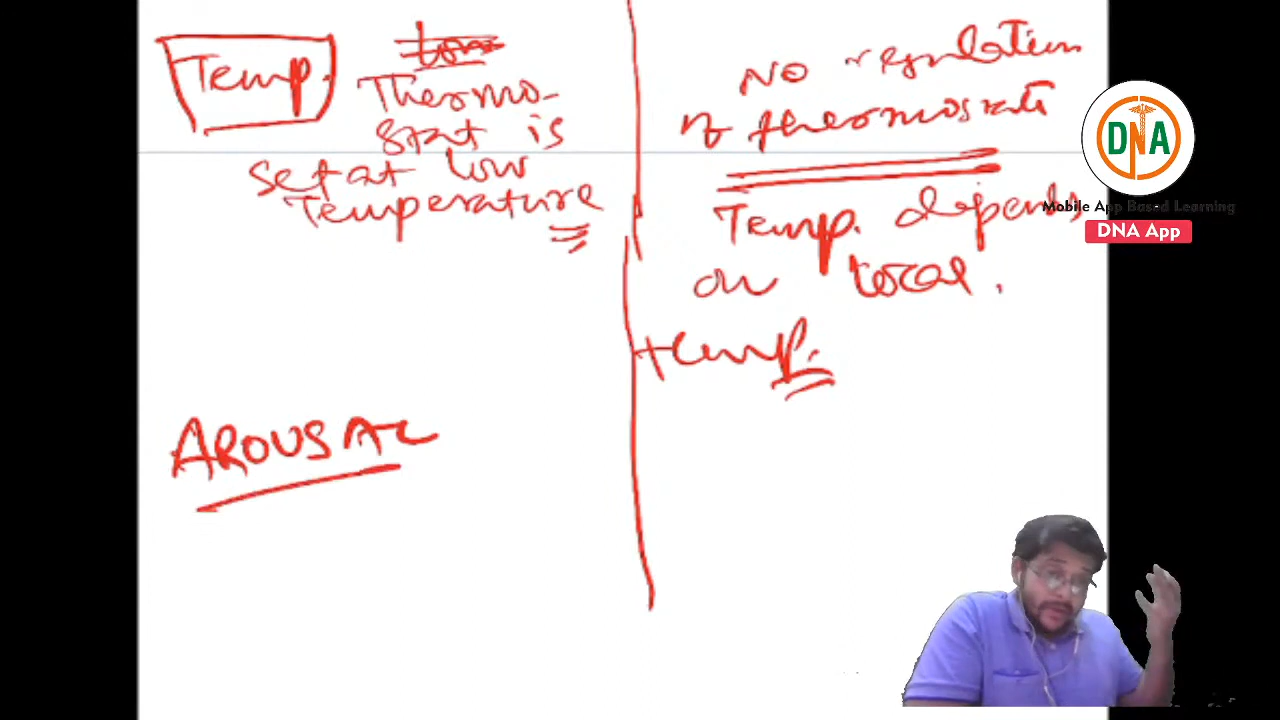 Temp.
Thermo-
stat is
set at low
Temperature
AROUSAL
No regulation
of thermostate
Temp. depends
on local
temp.
DNA
Mobile App Based Learning
DNA App